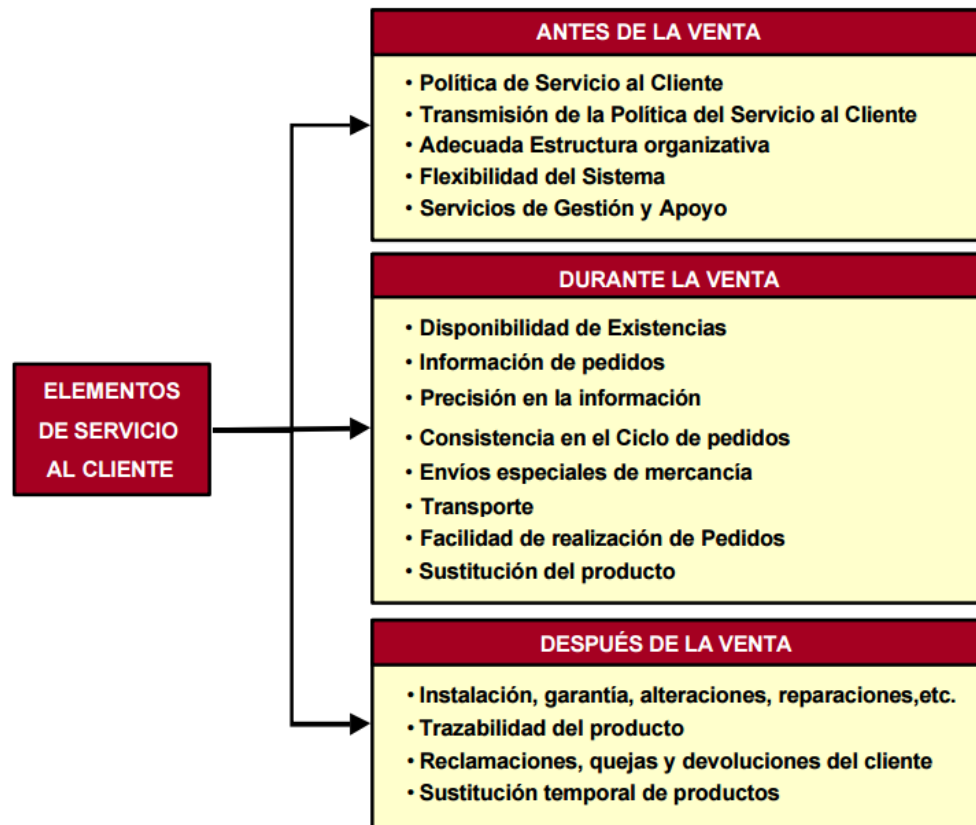 ANTES DE LA VENTA
• Política de Servicio al Cliente
• Transmisión de la Política del Servicio al Cliente
• Adecuada Estructura organizativa
• Flexibilidad del Sistema
• Servicios de Gestión y Apoyo
DURANTE LA VENTA
• Disponibilidad de Existencias
• Información de pedidos
• Precisión en la información
• Consistencia en el Ciclo de pedidos
• Envíos especiales de mercancía
• Transporte
• Facilidad de realización de Pedidos
• Sustitución del producto
ELEMENTOS
DE SERVICIO
AL CLIENTE
DESPUÉS DE LA VENTA
• Instalación, garantía, alteraciones, reparaciones,etc.
• Trazabilidad del producto
• Reclamaciones, quejas y devoluciones del cliente
• Sustitución temporal de productos